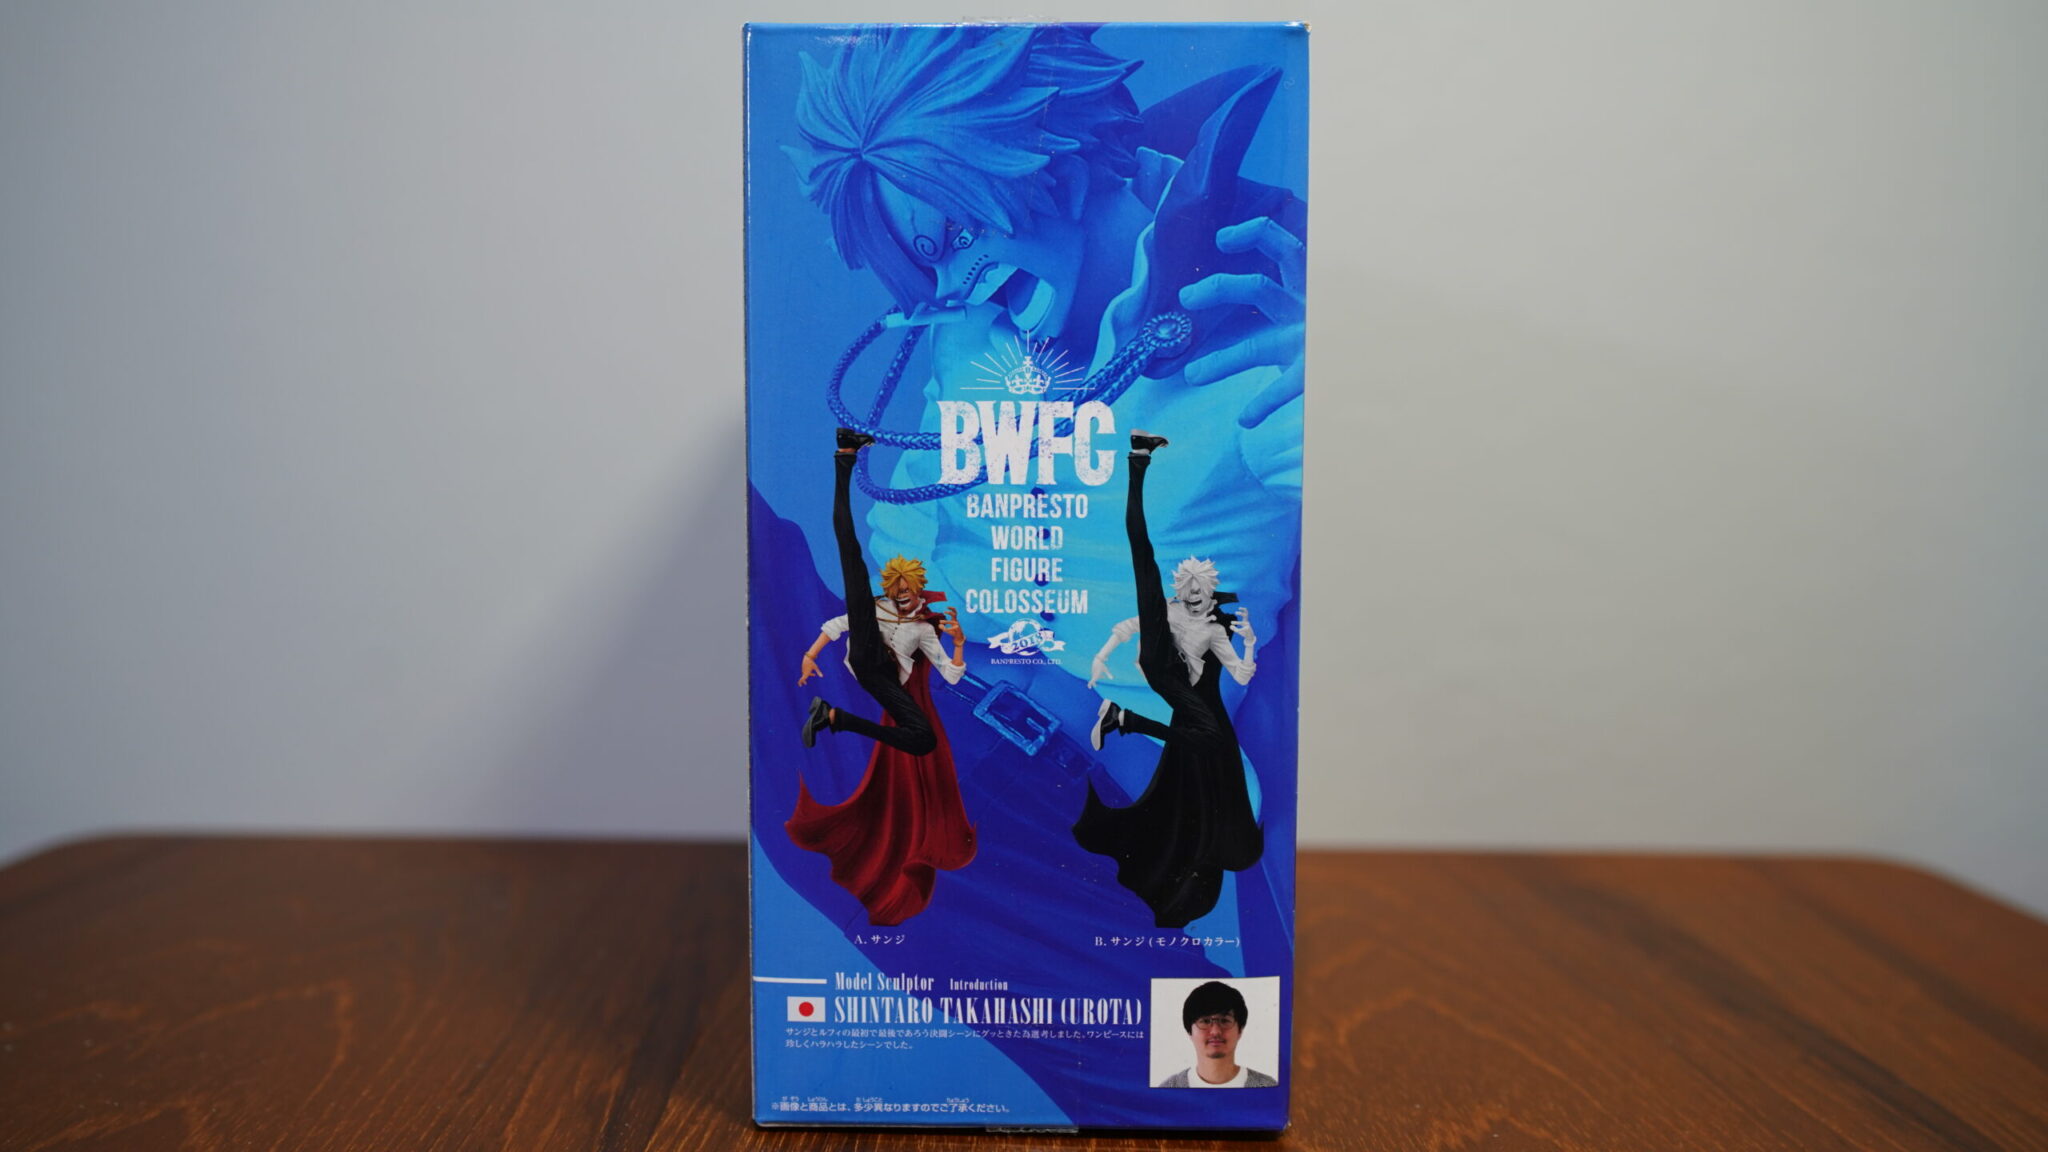 BWFC
BANPRESTO
WORLD
FIGURE
COLOSSEUM
2018
BANPRESTO CO., LTD.
A. サンジ
B. サンジ (モノクロカラー)
Model Sculptor Introduction
SHINTARO TAKAHASHI (UROTA)
サンジとルフィの最初で最後であろう決闘シーンにグッときた為選考しました。ワンピースには
珍しくハラハラしたシーンでした。
※画像と商品とは、多少異なりますのでご了承ください。